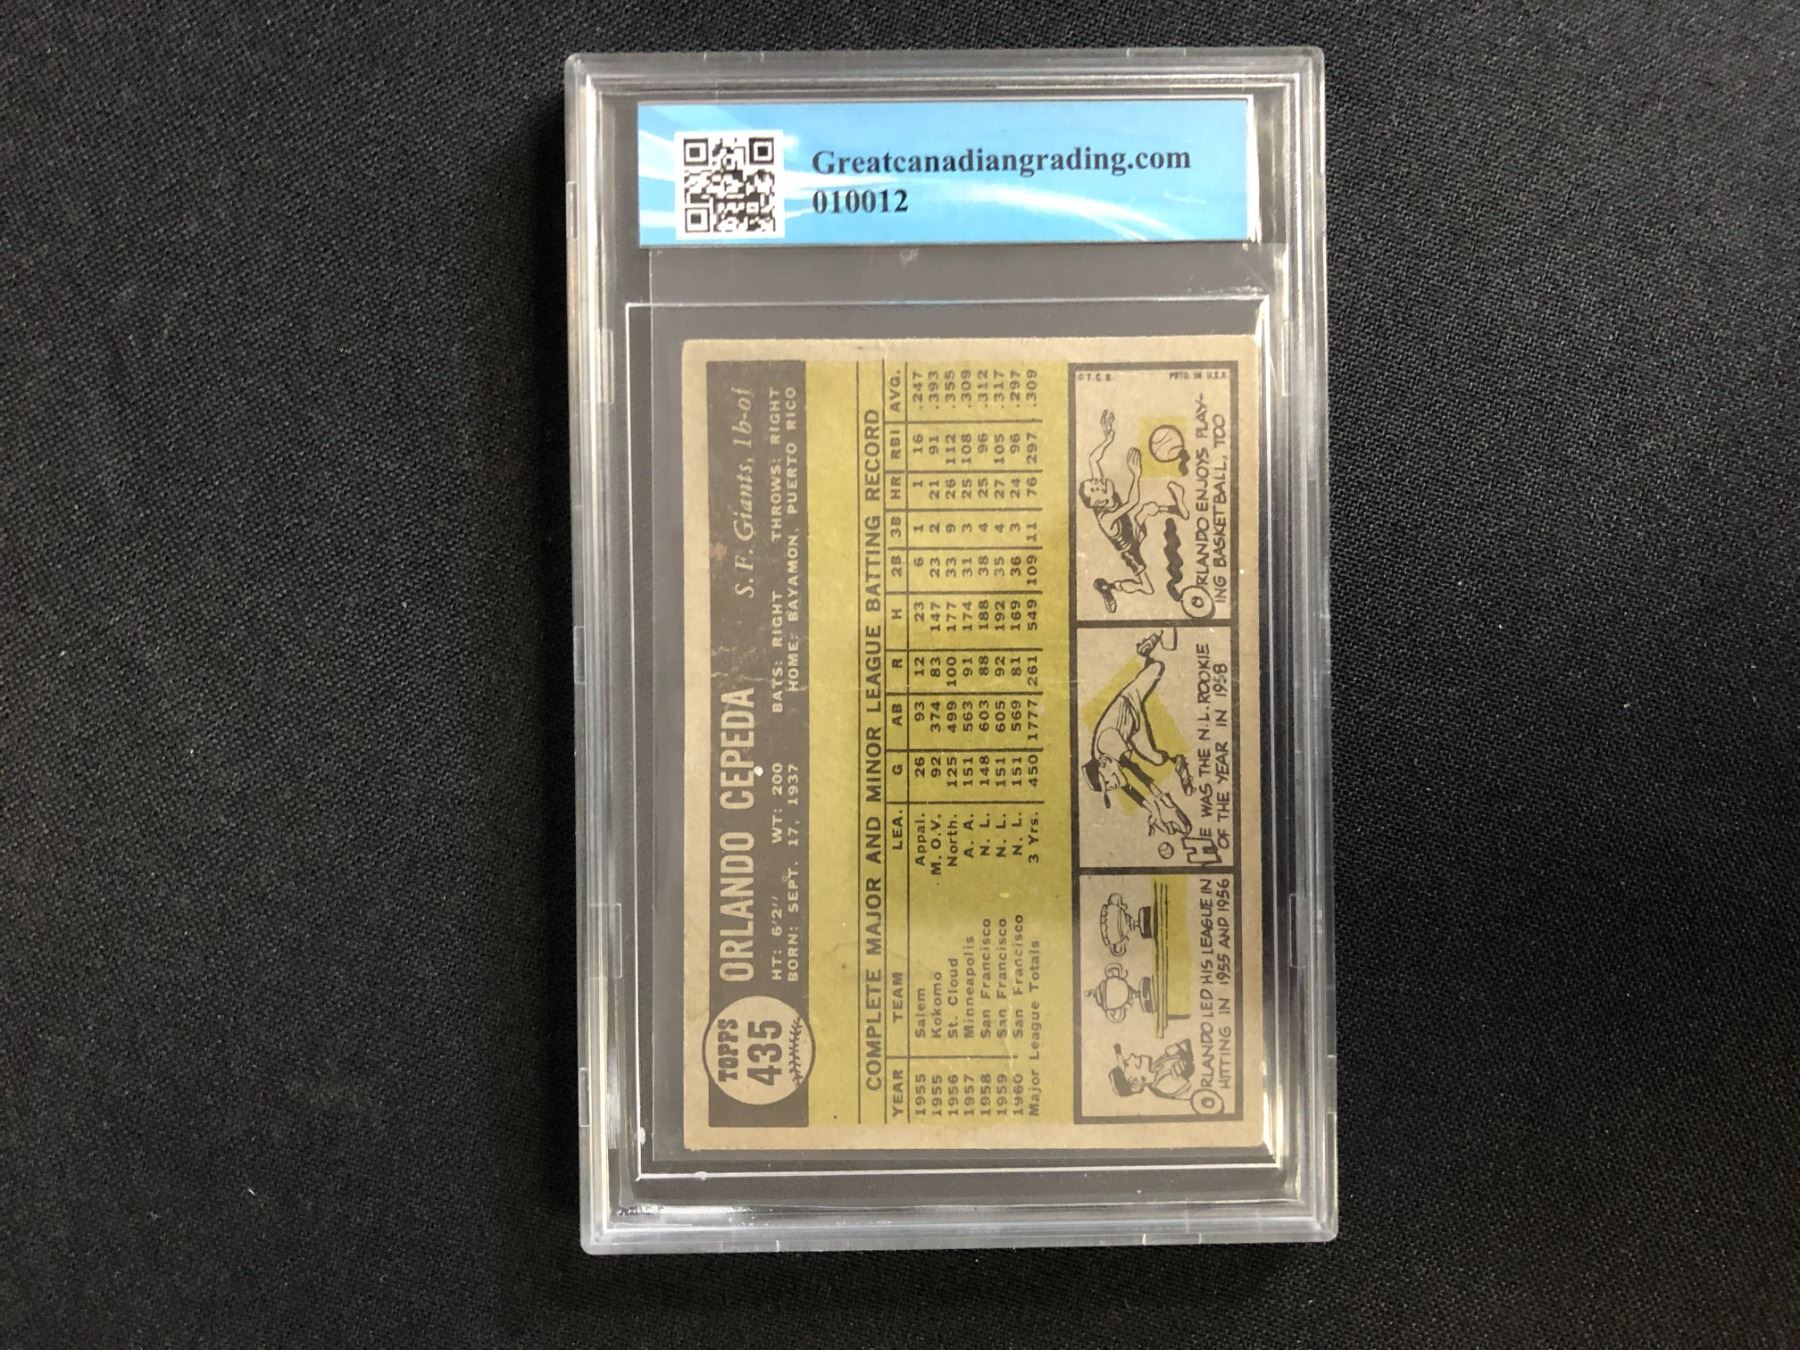 Greatcanadiangrading.com
010012
TOPPS
435
ORLANDO CEPEDA S. F. Giants, 1b-of
HT: 6'2" WT: 200 BATS: RIGHT THROWS: RIGHT
BORN: SEPT. 17, 1937 HOME: BAYAMON, PUERTO RICO
COMPLETE MAJOR AND MINOR LEAGUE BATTING RECORD
YEAR TEAM LEA. G AB R H 2B 3B HR RBI AVG.
1955 Salem Appal. 26 93 12 23 6 1 1 16 .247
1955 Kokomo M. O. V. 92 374 83 147 23 2 21 91 .393
1956 St. Cloud North. 125 499 100 177 33 9 26 112 .355
1957 Minneapolis A. A. 151 563 91 174 31 3 25 108 .309
1958 San Francisco N. L. 148 603 88 188 38 4 25 96 .312
1959 San Francisco N. L. 151 605 92 192 35 4 27 105 .317
1960 San Francisco N. L. 151 569 81 169 36 3 24 96 .297
Major League Totals 3 Yrs. 450 1777 261 549 109 11 76 297 .309
ORLANDO LED HIS LEAGUE IN
HITTING IN 1955 AND 1956
HE WAS THE N.L. ROOKIE
OF THE YEAR IN 1958
©T.C.G. PRTD. IN U.S.A.
ORLANDO ENJOYS PLAY-
ING BASKETBALL, TOO